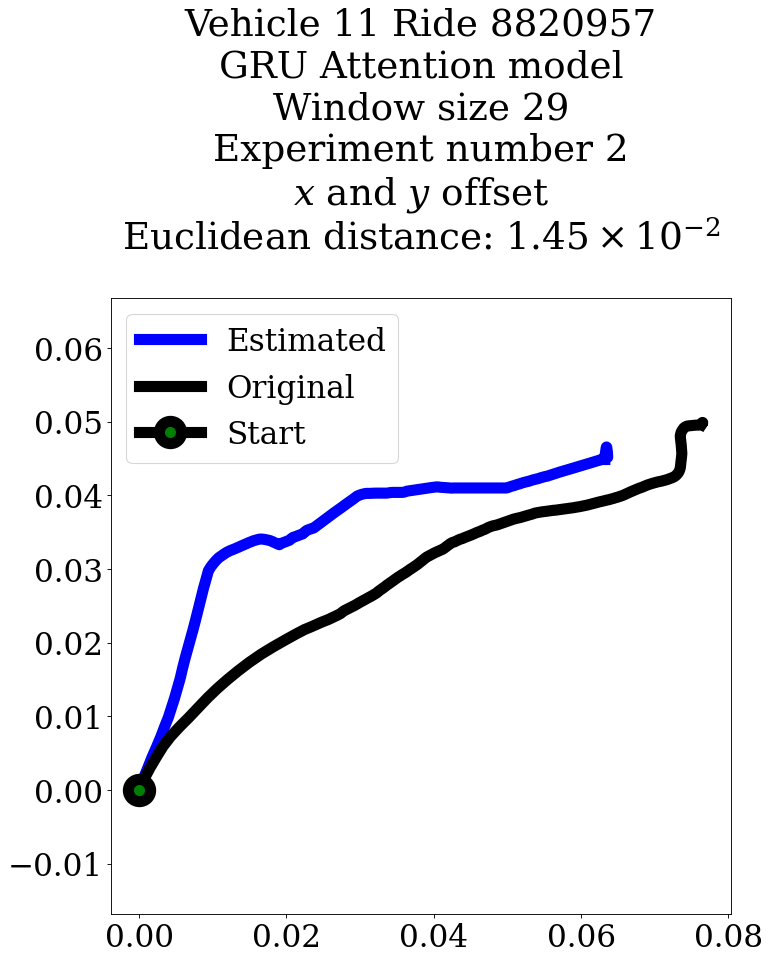 Vehicle 11 Ride 8820957
GRU Attention model
Window size 29
Experiment number 2
x and y offset
Euclidean distance: 1.45 × 10⁻²
Estimated
Original
Start
0.06
0.05
0.04
0.03
0.02
0.01
0.00
−0.01
0.00 0.02 0.04 0.06 0.08